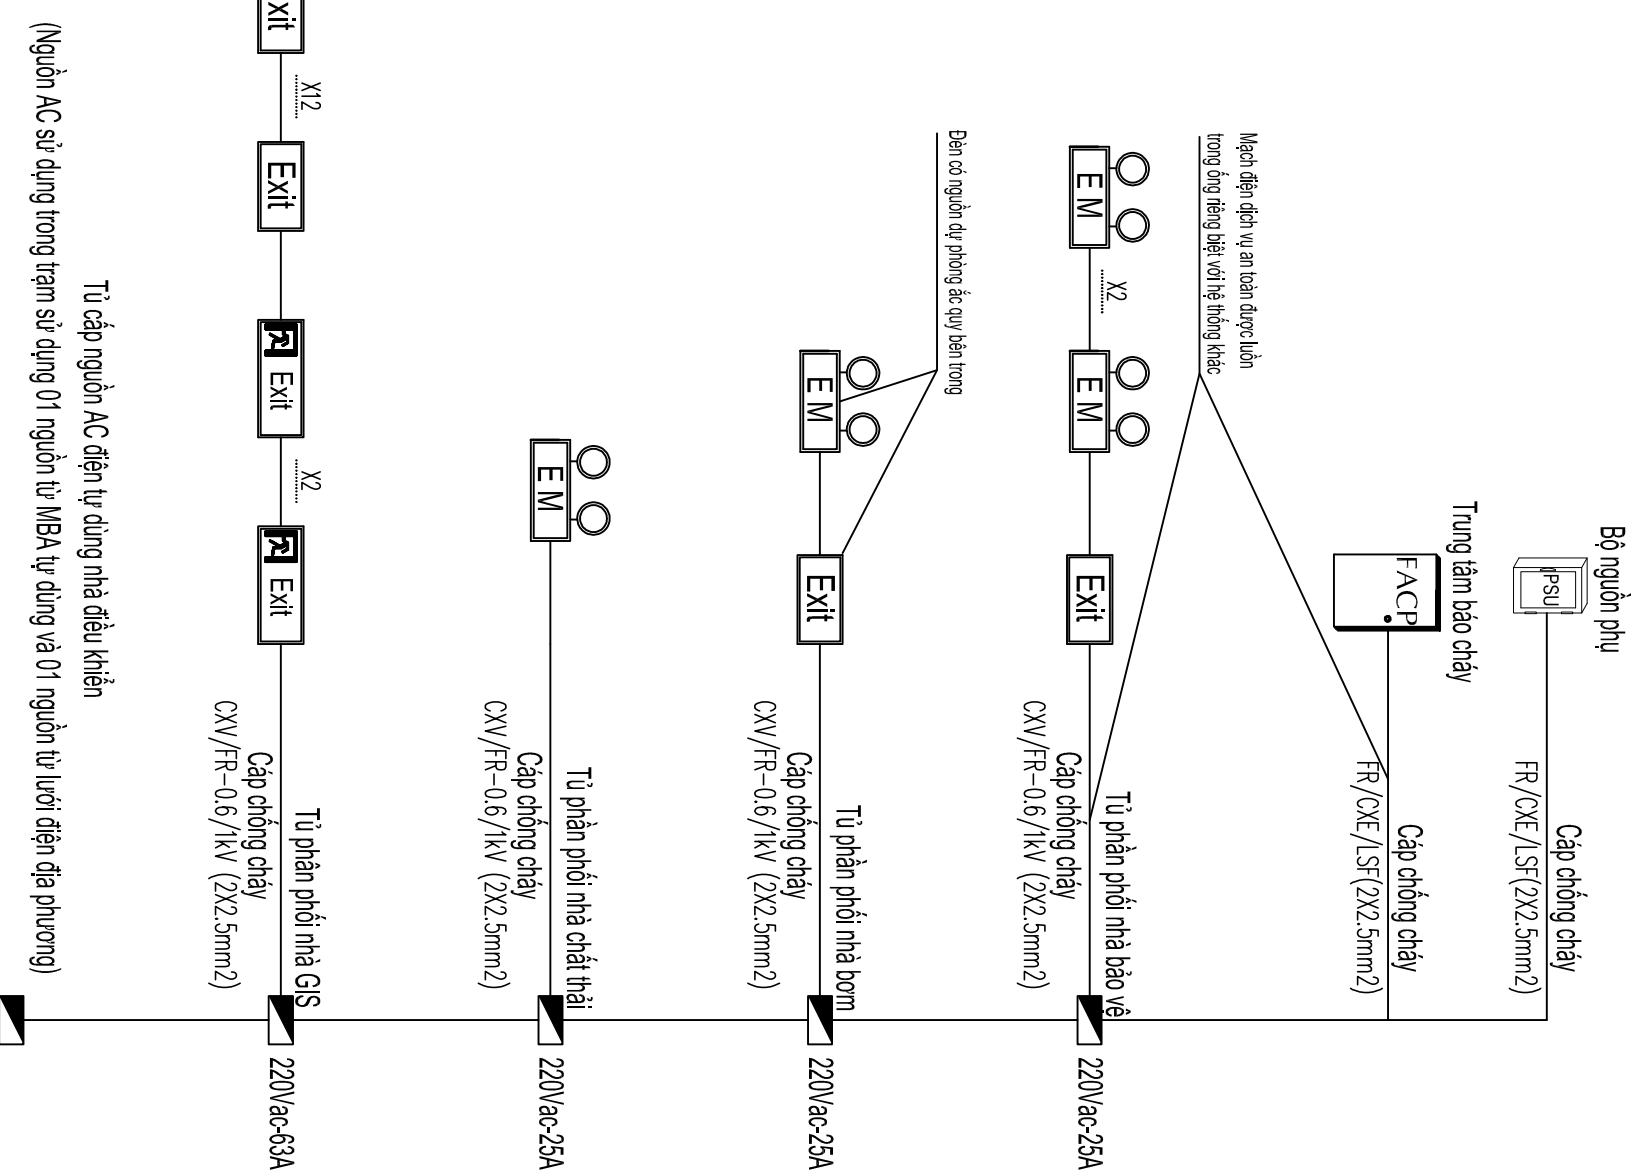 Bộ nguồn phụ
PSU
Cáp chống cháy
FR/CXE/LSF(2X2.5mm2)
Trung tâm báo cháy
FACP
Cáp chống cháy
FR/CXE/LSF(2X2.5mm2)
Mạch điện dịch vụ an toàn được luồn
trong ống riêng biệt với hệ thống khác
E M
X2
E M
Exit
Tủ phân phối nhà bảo vệ
Cáp chống cháy
CXV/FR-0.6/1kV (2X2.5mm2)
220Vac-25A
Đèn có nguồn dự phòng ắc quy bên trong
E M
Exit
Tủ phân phối nhà bơm
Cáp chống cháy
CXV/FR-0.6/1kV (2X2.5mm2)
220Vac-25A
E M
Tủ phân phối nhà chất thải
Cáp chống cháy
CXV/FR-0.6/1kV (2X2.5mm2)
220Vac-25A
xit
X12
Exit
Exit
X2
Exit
Tủ phân phối nhà GIS
Cáp chống cháy
CXV/FR-0.6/1kV (2X2.5mm2)
220Vac-63A
Tủ cấp nguồn AC điện tự dùng nhà điều khiển
(Nguồn AC sử dụng trong trạm sử dụng 01 nguồn từ MBA tự dùng và 01 nguồn từ lưới điện địa phương)